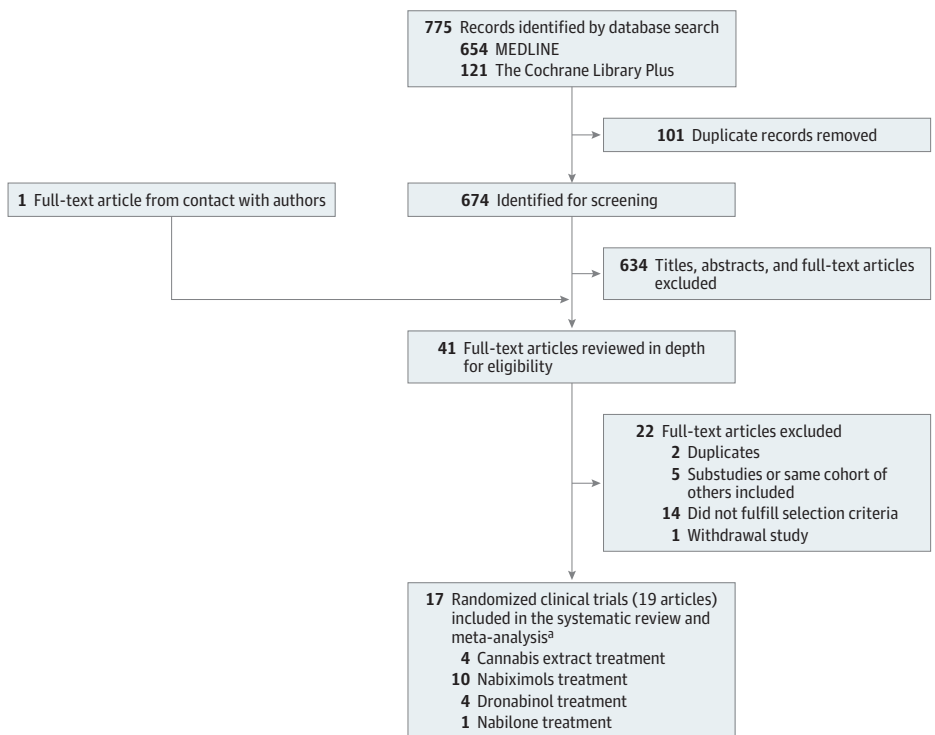 775 Records identified by database search
654 MEDLINE
121 The Cochrane Library Plus
101 Duplicate records removed
1 Full-text article from contact with authors
674 Identified for screening
634 Titles, abstracts, and full-text articles
excluded
41 Full-text articles reviewed in depth
for eligibility
22 Full-text articles excluded
2 Duplicates
5 Substudies or same cohort of
others included
14 Did not fulfill selection criteria
1 Withdrawal study
17 Randomized clinical trials (19 articles)
included in the systematic review and
meta-analysisa
4 Cannabis extract treatment
10 Nabiximols treatment
4 Dronabinol treatment
1 Nabilone treatment